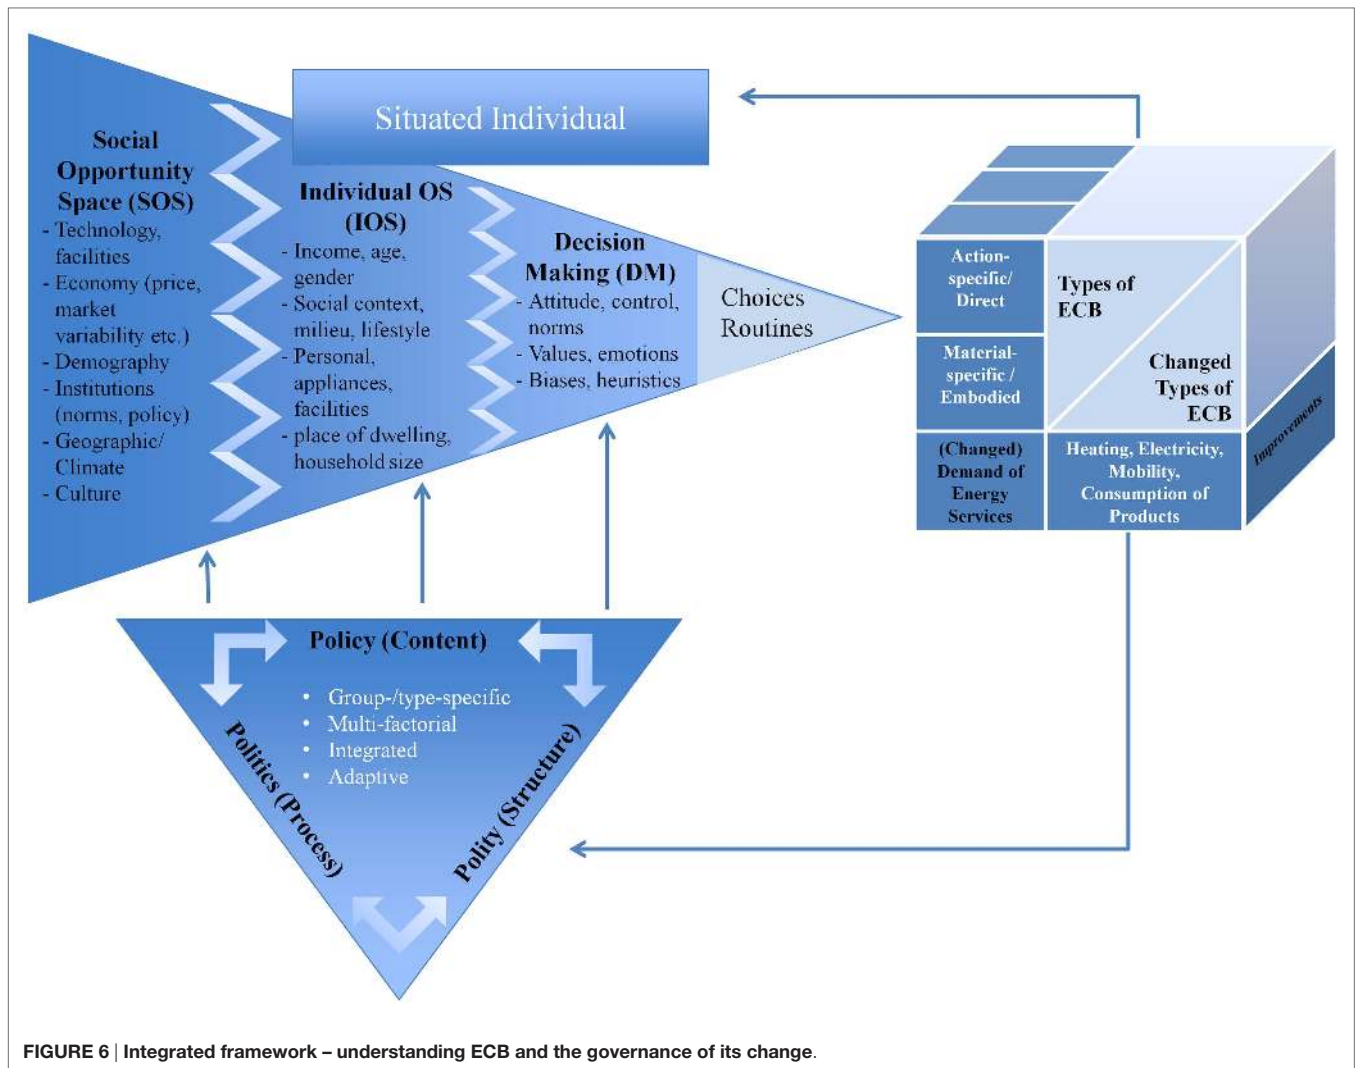 Situated Individual
Social
Opportunity
Space (SOS)
- Technology,
facilities
- Economy (price,
market
variability etc.)
- Demography
- Institutions
(norms, policy)
- Geographic/
Climate
- Culture
Individual OS
(IOS)
- Income, age,
gender
- Social context,
milieu, lifestyle
- Personal,
appliances,
facilities
- place of dwelling,
household size
Decision
Making (DM)
- Attitude, control,
norms
- Values, emotions
- Biases, heuristics
Choices
Routines
Action-
specific/
Direct
Material-
specific /
Embodied
(Changed)
Demand of
Energy
Services
Types of
ECB
Changed
Types of
ECB
Heating, Electricity,
Mobility,
Consumption of
Products
Improvements
Policy (Content)
• Group-/type-specific
• Multi-factorial
• Integrated
• Adaptive
Politics (Process)
Polity (Structure)
FIGURE 6 | Integrated framework – understanding ECB and the governance of its change.